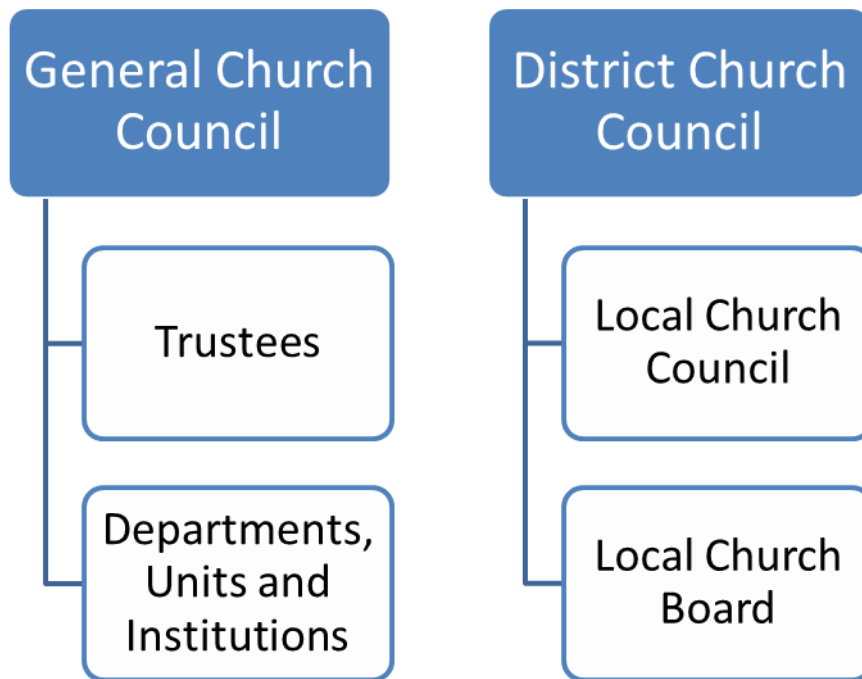 General Church
Council
Trustees
Departments,
Units and
Institutions
District Church
Council
Local Church
Council
Local Church
Board